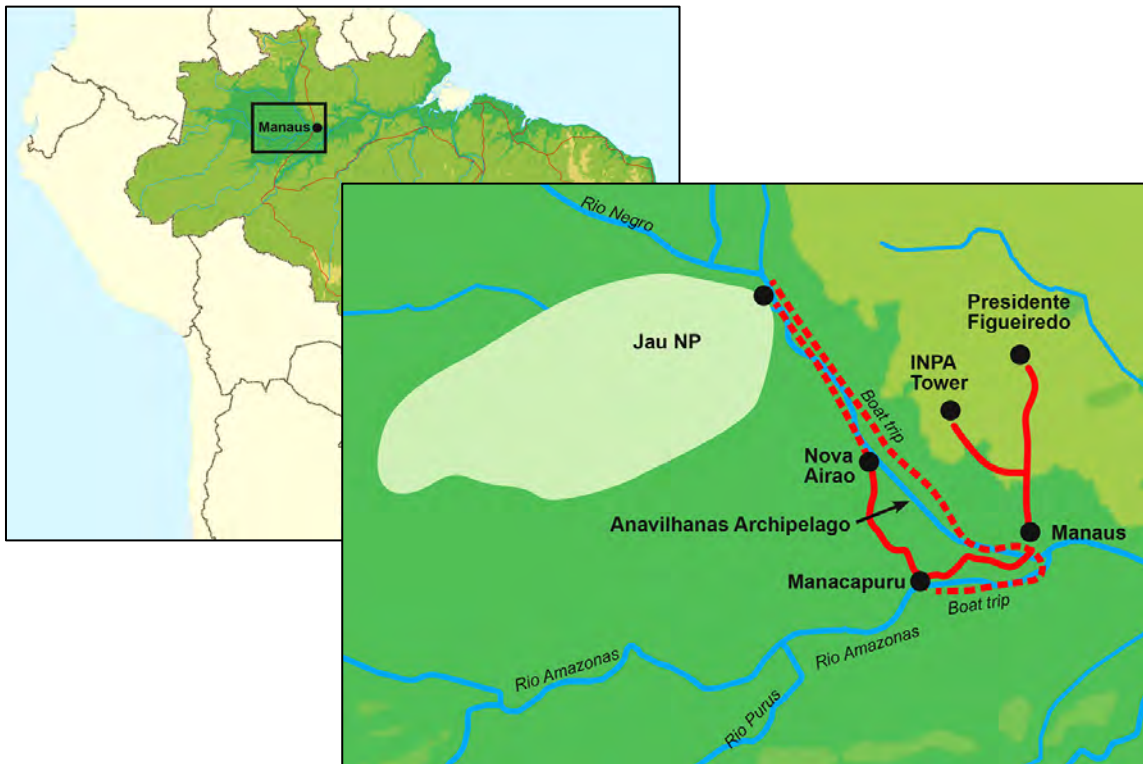 Manaus
Rio Negro
Presidente
Figueiredo
Jau NP
INPA
Tower
Boat trip
Nova
Airao
Anavilhanas Archipelago
Manaus
Manacapuru
Boat trip
Rio Amazonas
Rio Amazonas
Rio Purus